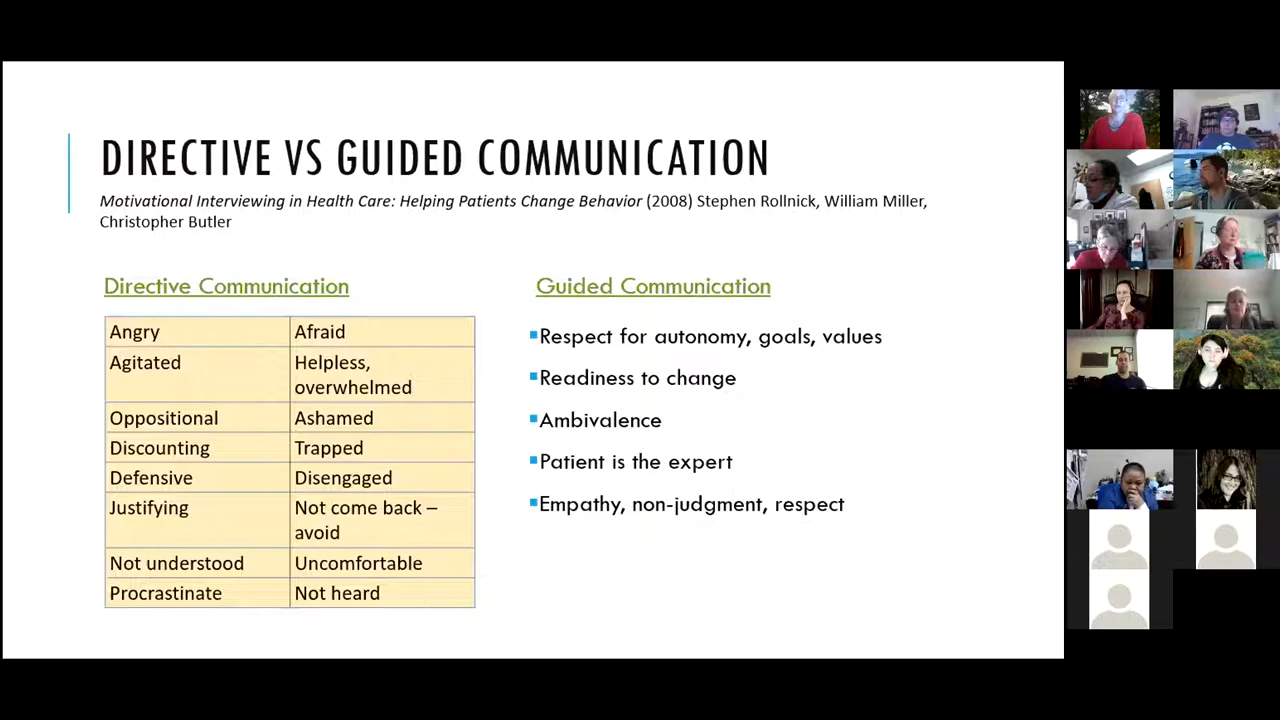 DIRECTIVE VS GUIDED COMMUNICATION
Motivational Interviewing in Health Care: Helping Patients Change Behavior (2008) Stephen Rollnick, William Miller,
Christopher Butler
Directive Communication
Angry Afraid
Agitated Helpless,
overwhelmed
Oppositional Ashamed
Discounting Trapped
Defensive Disengaged
Justifying Not come back –
avoid
Not understood Uncomfortable
Procrastinate Not heard
Guided Communication
Respect for autonomy, goals, values
Readiness to change
Ambivalence
Patient is the expert
Empathy, non-judgment, respect